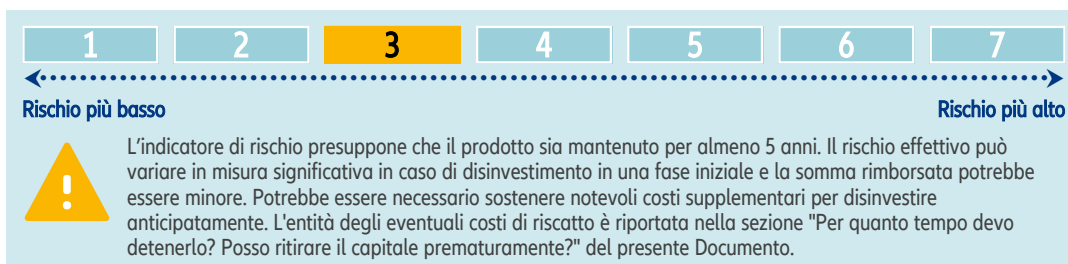 1 2 3 4 5 6 7
Rischio più basso Rischio più alto
L'indicatore di rischio presuppone che il prodotto sia mantenuto per almeno 5 anni. Il rischio effettivo può
variare in misura significativa in caso di disinvestimento in una fase iniziale e la somma rimborsata potrebbe
essere minore. Potrebbe essere necessario sostenere notevoli costi supplementari per disinvestire
anticipatamente. L'entità degli eventuali costi di riscatto è riportata nella sezione "Per quanto tempo devo
detenerlo? Posso ritirare il capitale prematuramente?" del presente Documento.